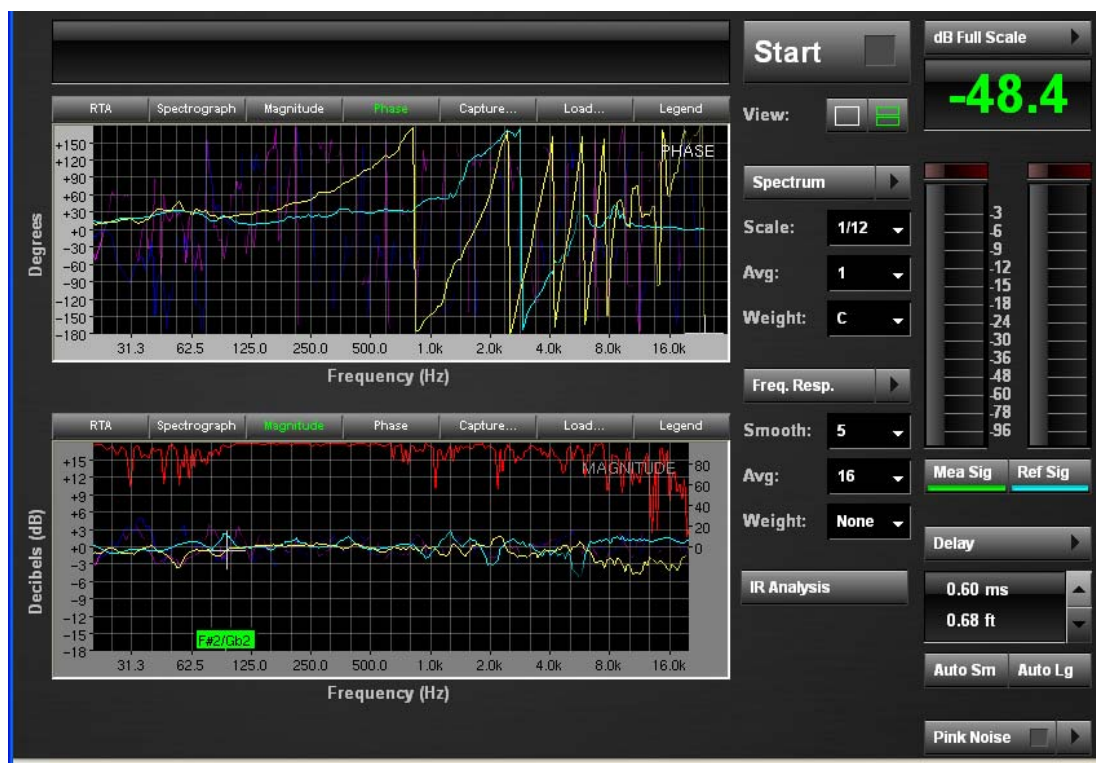 Start
dB Full Scale
-48.4
RTA Spectrograph Magnitude Phase Capture... Load... Legend
View:
PHASE
+150
+120
+90
+60
+30
+0
-30
-60
-90
-120
-150
-180
Degrees
31.3 62.5 125.0 250.0 500.0 1.0k 2.0k 4.0k 8.0k 16.0k
Frequency (Hz)
Spectrum
Scale: 1/12
Avg: 1
Weight: C
-3
-6
-9
-12
-15
-18
-24
-30
-36
-48
-60
-78
-96
Freq. Resp.
Smooth: 5
Avg: 16
Weight: None
IR Analysis
Mea Sig Ref Sig
RTA Spectrograph Magnitude Phase Capture... Load... Legend
MAGNITUDE
+15
+12
+9
+6
+3
+0
-3
-6
-9
-12
-15
-18
80
60
40
20
0
Decibels (dB)
F#2/Gb2
31.3 62.5 125.0 250.0 500.0 1.0k 2.0k 4.0k 8.0k 16.0k
Frequency (Hz)
Delay
0.60 ms
0.68 ft
Auto Sm Auto Lg
Pink Noise